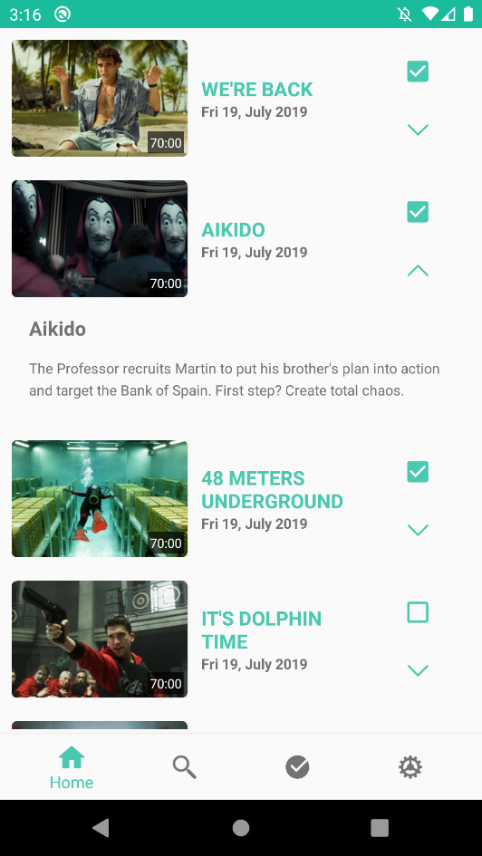 3:16
WE'RE BACK
Fri 19, July 2019
70:00
AIKIDO
Fri 19, July 2019
70:00
Aikido
The Professor recruits Martin to put his brother's plan into action
and target the Bank of Spain. First step? Create total chaos.
48 METERS
UNDERGROUND
Fri 19, July 2019
70:00
IT'S DOLPHIN
TIME
Fri 19, July 2019
70:00
Home